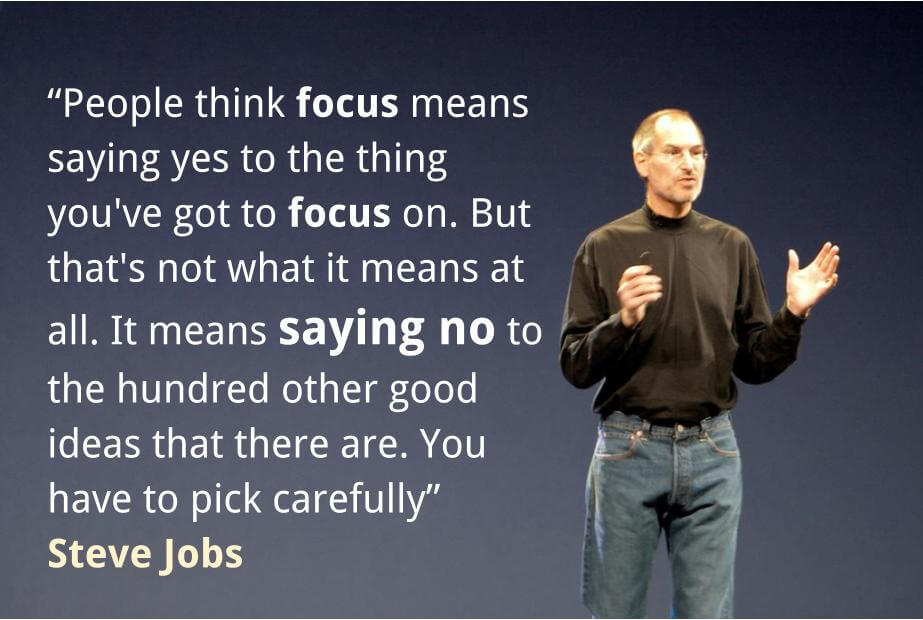 “People think focus means
saying yes to the thing
you've got to focus on. But
that's not what it means at
all. It means saying no to
the hundred other good
ideas that there are. You
have to pick carefully”
Steve Jobs